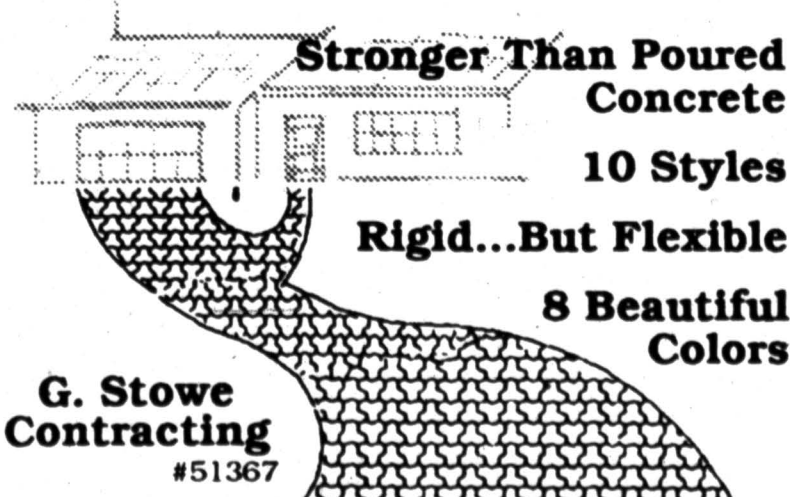 Stronger Than Poured
Concrete
10 Styles
Rigid...But Flexible
8 Beautiful
Colors
G. Stowe
Contracting
#51367